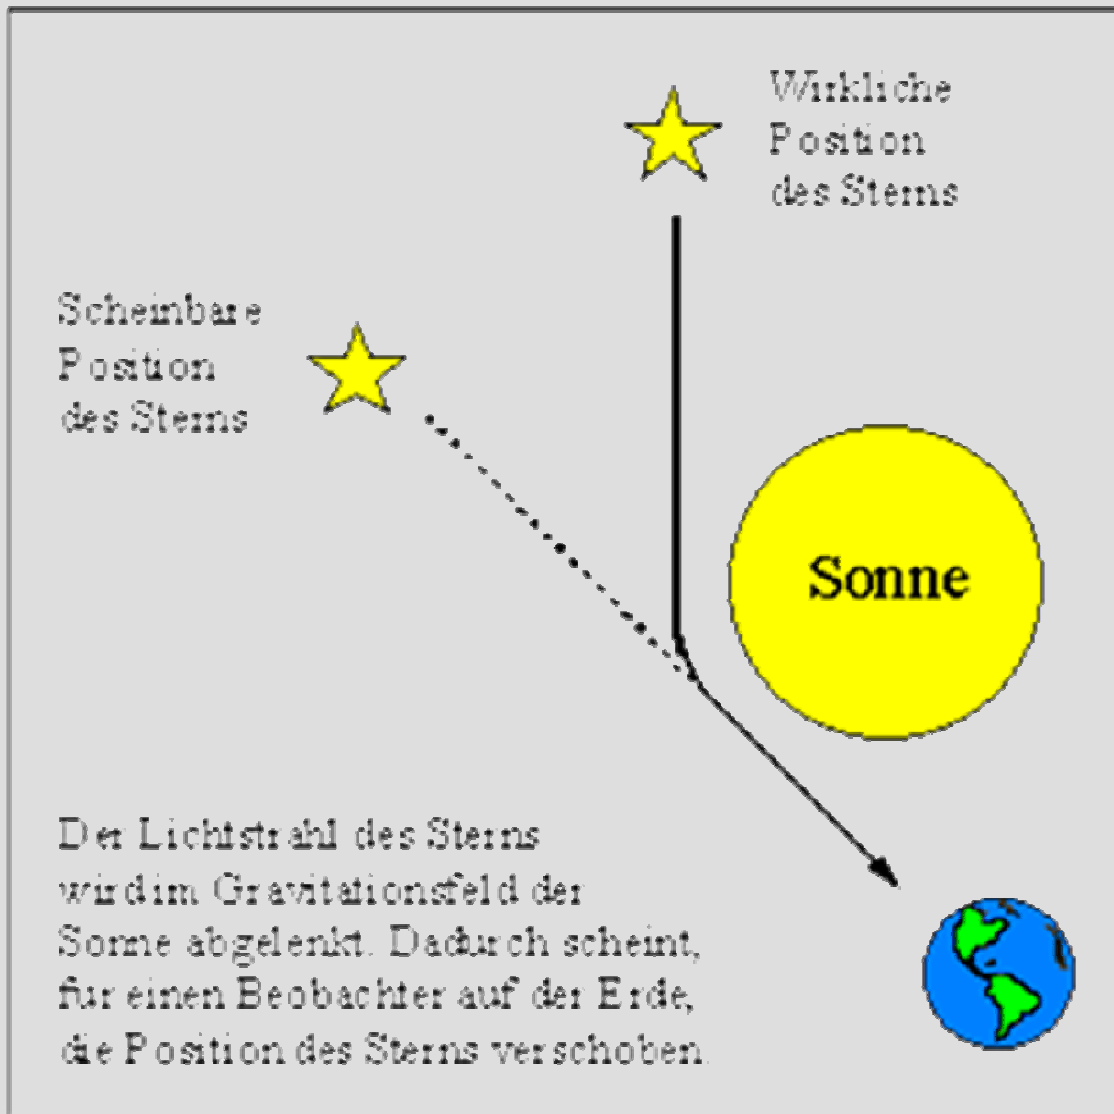 Wirkliche
Position
des Sterns
Scheinbare
Position
des Sterns
Sonne
Der Lichtstrahl des Sterns
wird im Gravitationsfeld der
Sonne abgelenkt. Dadurch scheint,
fur einen Beobachter auf der Erde,
die Position des Sterns verschoben.